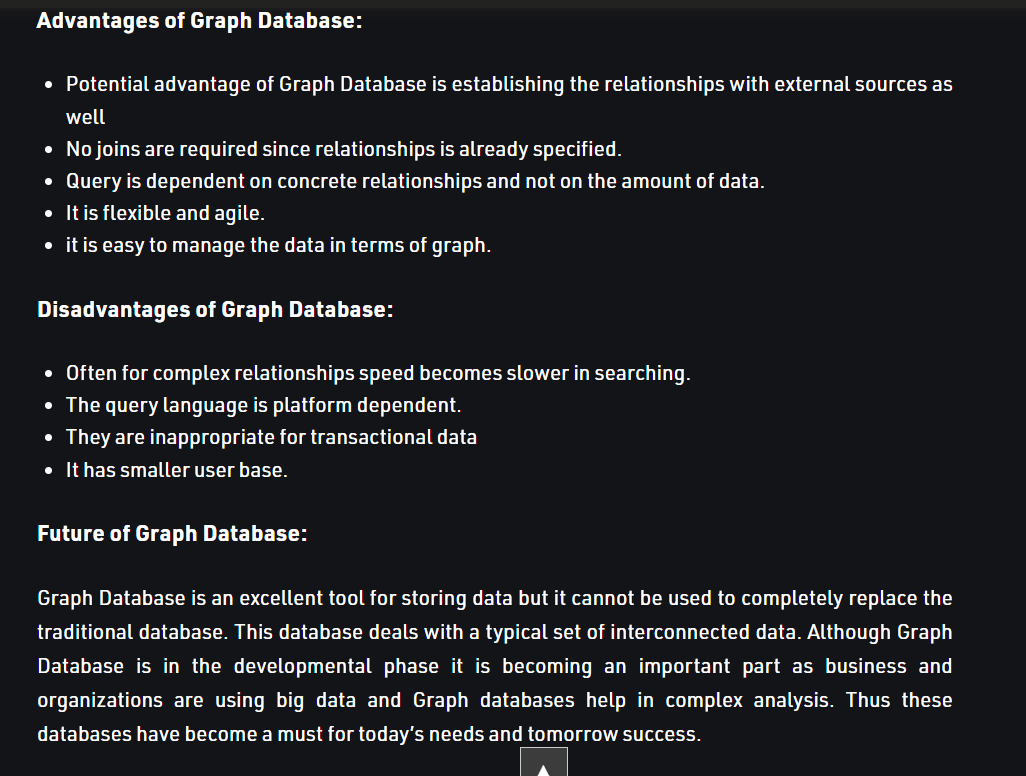 Advantages of Graph Database:
• Potential advantage of Graph Database is establishing the relationships with external sources as
well
• No joins are required since relationships is already specified.
• Query is dependent on concrete relationships and not on the amount of data.
• It is flexible and agile.
• it is easy to manage the data in terms of graph.
Disadvantages of Graph Database:
• Often for complex relationships speed becomes slower in searching.
• The query language is platform dependent.
• They are inappropriate for transactional data
• It has smaller user base.
Future of Graph Database:
Graph Database is an excellent tool for storing data but it cannot be used to completely replace the
traditional database. This database deals with a typical set of interconnected data. Although Graph
Database is in the developmental phase it is becoming an important part as business and
organizations are using big data and Graph databases help in complex analysis. Thus these
databases have become a must for today’s needs and tomorrow success.